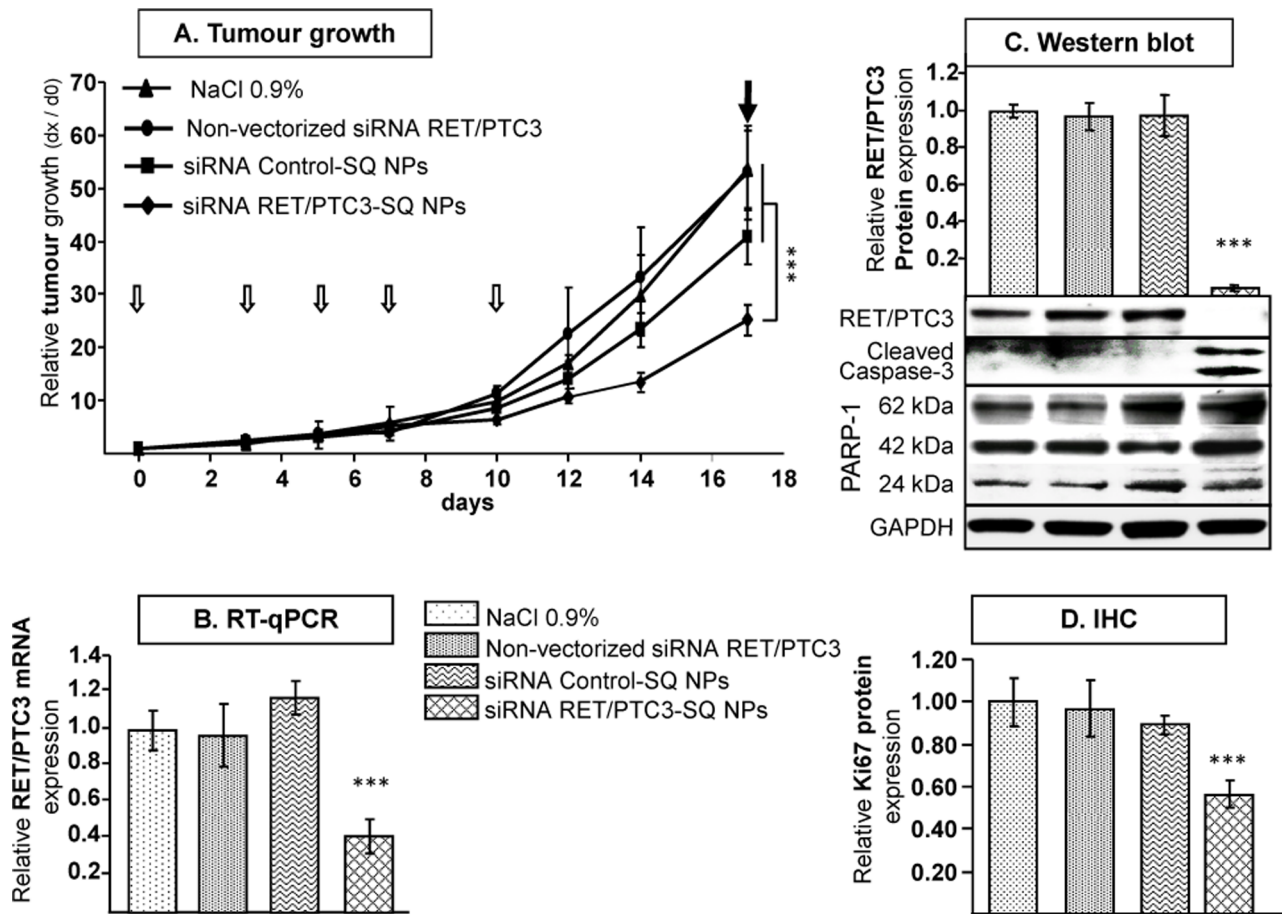 A. Tumour growth
Relative tumour growth (dx / d0)
70
60
50
40
30
20
10
NaCl 0.9%
Non-vectorized siRNA RET/PTC3
siRNA Control-SQ NPs
siRNA RET/PTC3-SQ NPs
***
0 2 4 6 8 10 12 14 16 18
days
C. Western blot
Relative RET/PTC3
Protein expression
1.2
1.0
0.8
0.6
0.4
0.2
***
RET/PTC3
Cleaved
Caspase-3
PARP-1
62 kDa
42 kDa
24 kDa
GAPDH
B. RT-qPCR
Relative RET/PTC3 mRNA
expression
1.4
1.2
1.0
0.8
0.6
0.4
0.2
***
NaCl 0.9%
Non-vectorized siRNA RET/PTC3
siRNA Control-SQ NPs
siRNA RET/PTC3-SQ NPs
D. IHC
Relative Ki67 protein
expression
1.20
1.00
0.80
0.60
0.40
0.20
***